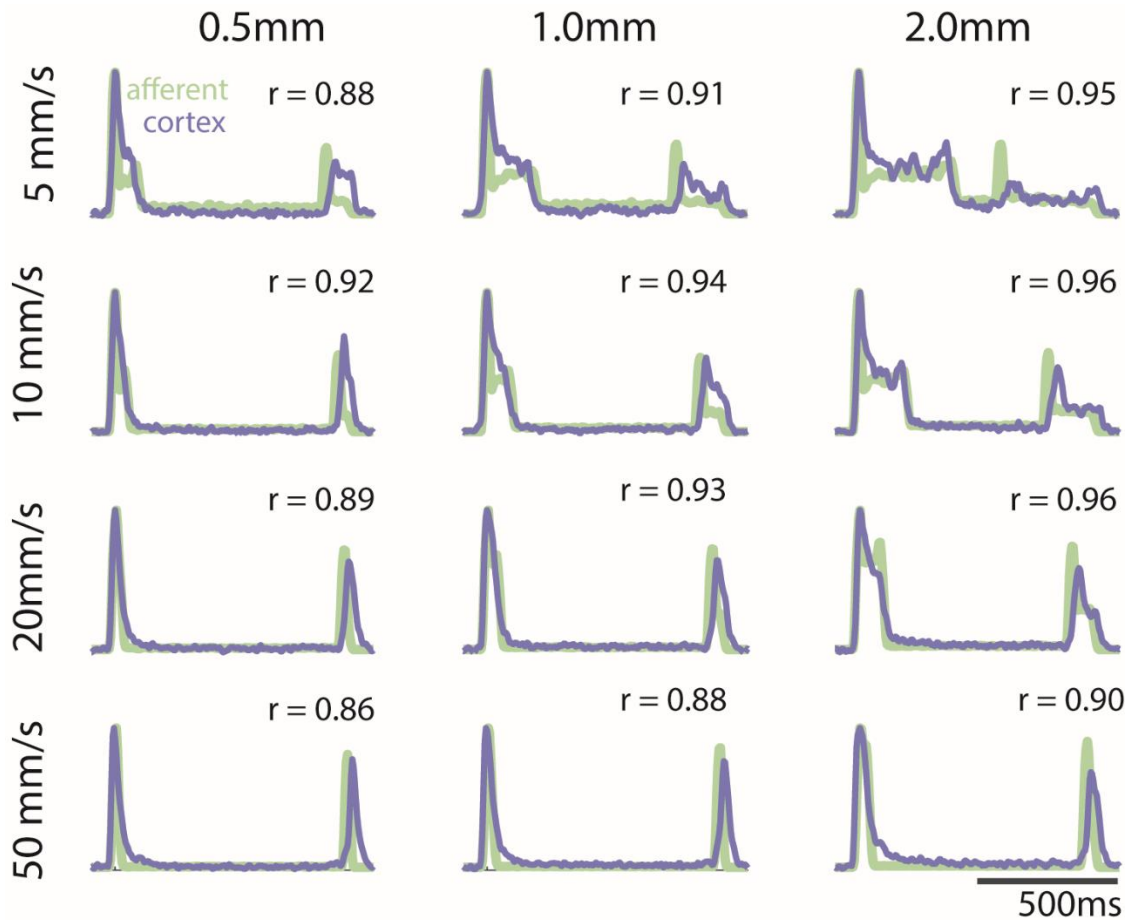 0.5mm 1.0mm 2.0mm
5 mm/s
afferent
cortex
r = 0.88
r = 0.91
r = 0.95
10 mm/s
r = 0.92
r = 0.94
r = 0.96
20mm/s
r = 0.89
r = 0.93
r = 0.96
50 mm/s
r = 0.86
r = 0.88
r = 0.90
500ms